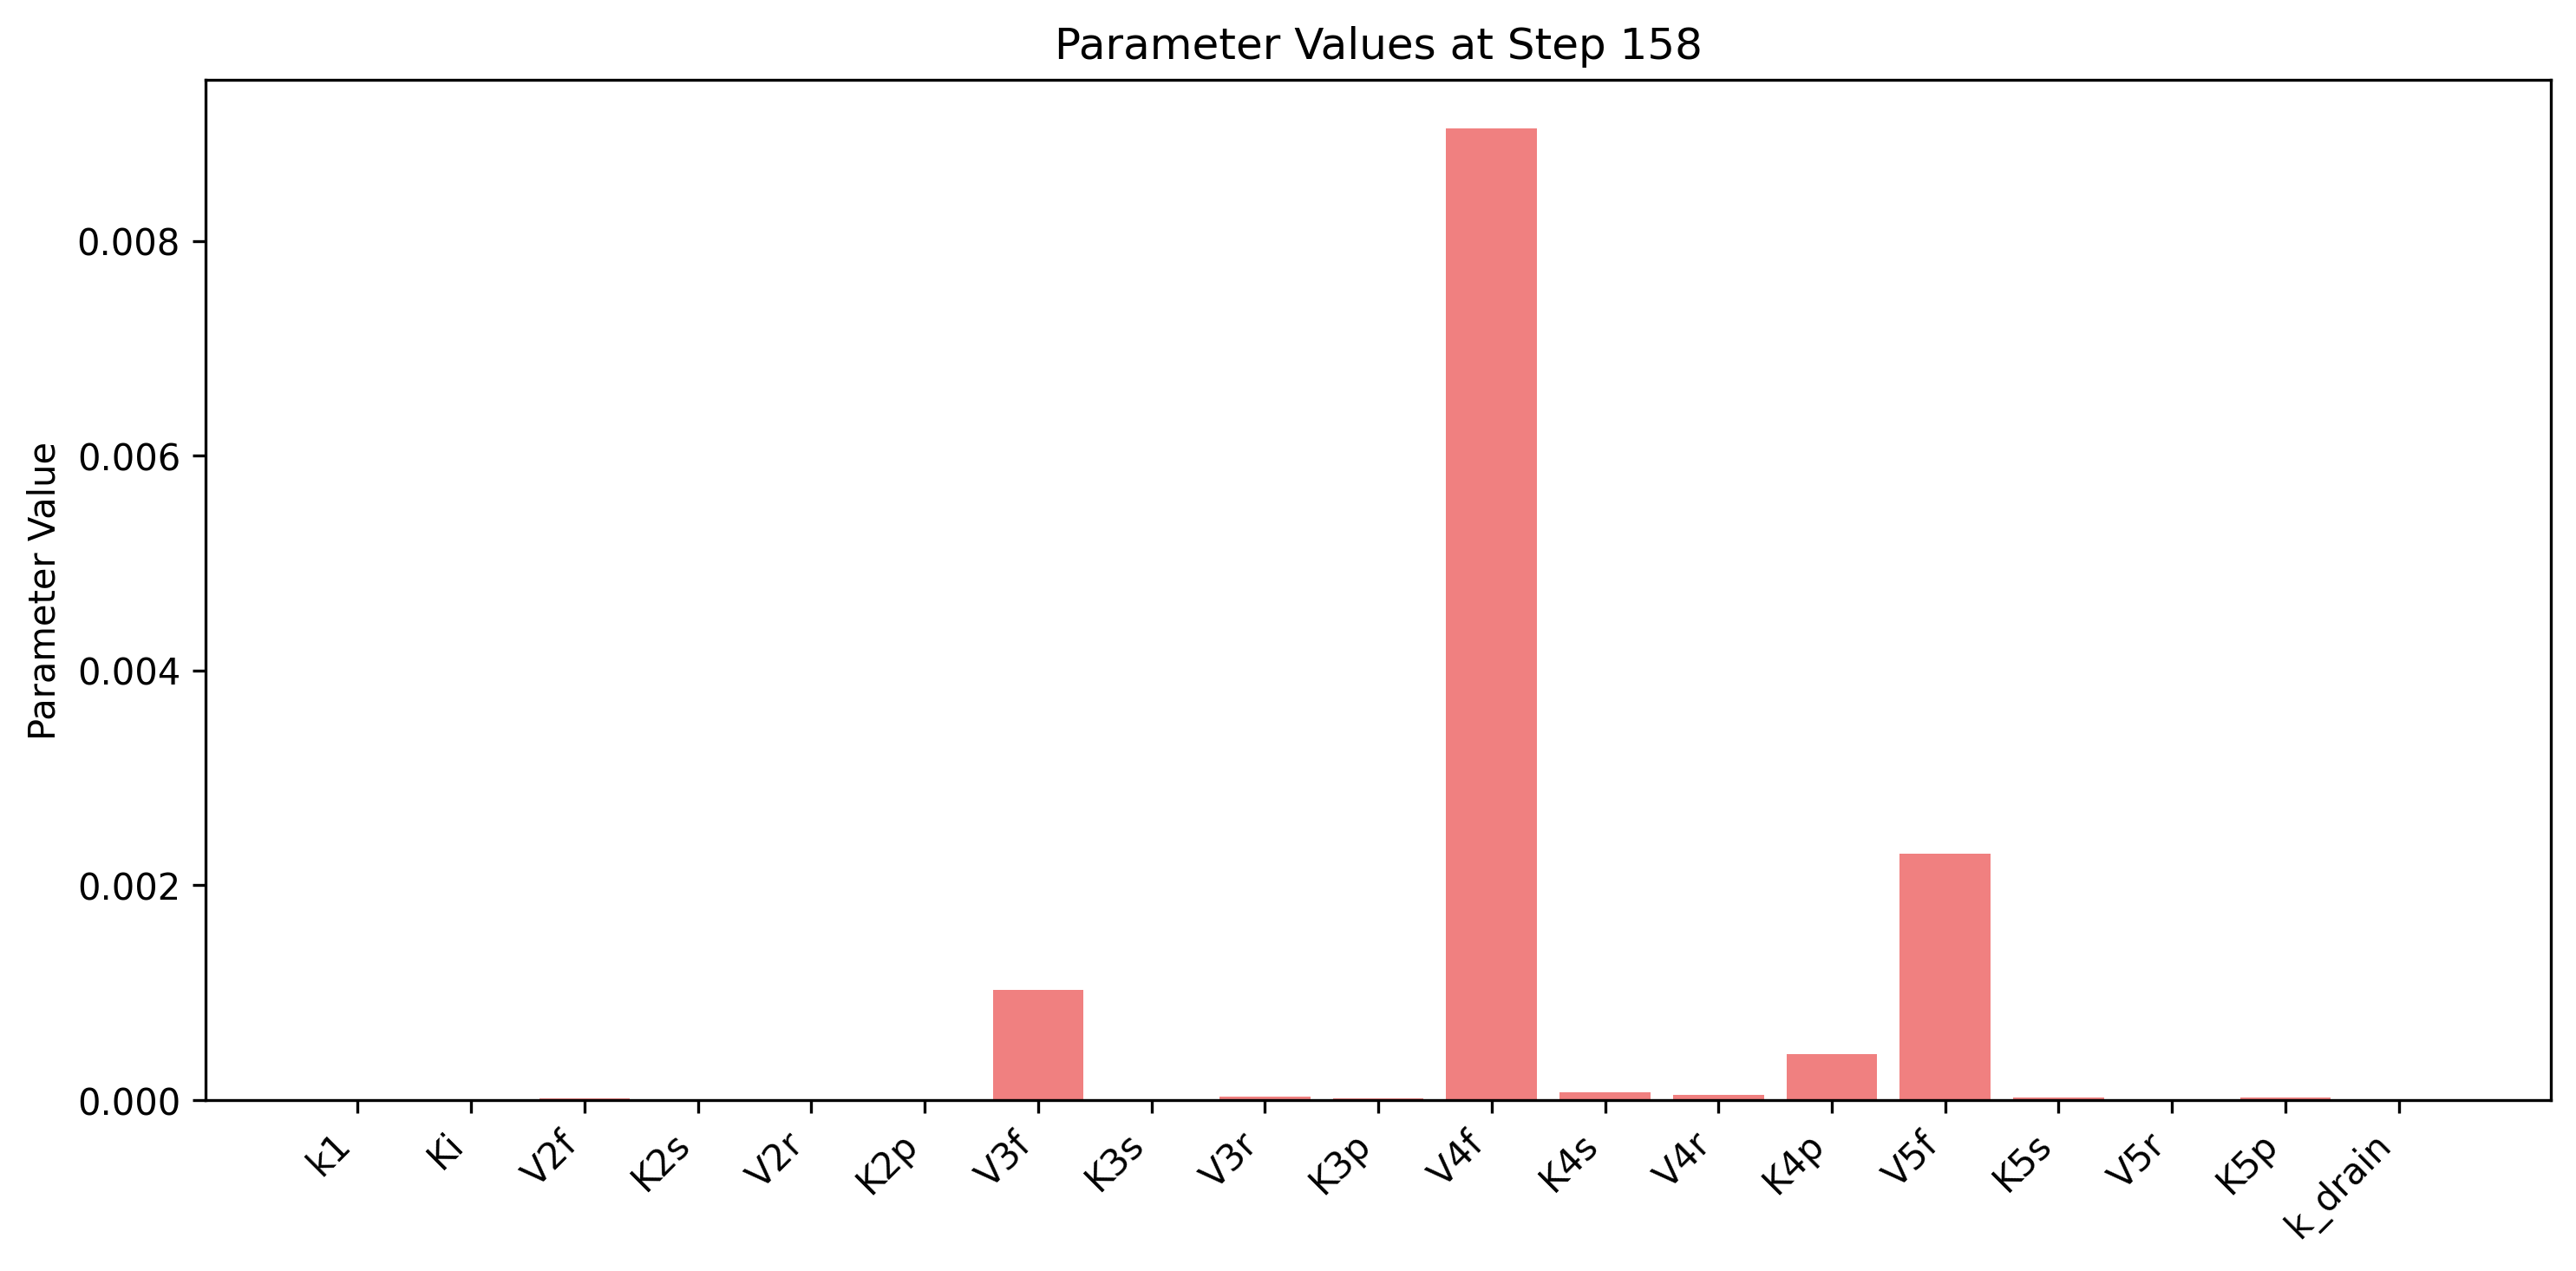 Parameter Values at Step 158
Parameter Value
0.008
0.006
0.004
0.002
0.000
k1
Ki
V2f
K2s
V2r
K2p
V3f
K3s
V3r
K3p
V4f
K4s
V4r
K4p
V5f
K5s
V5r
K5p
k_drain